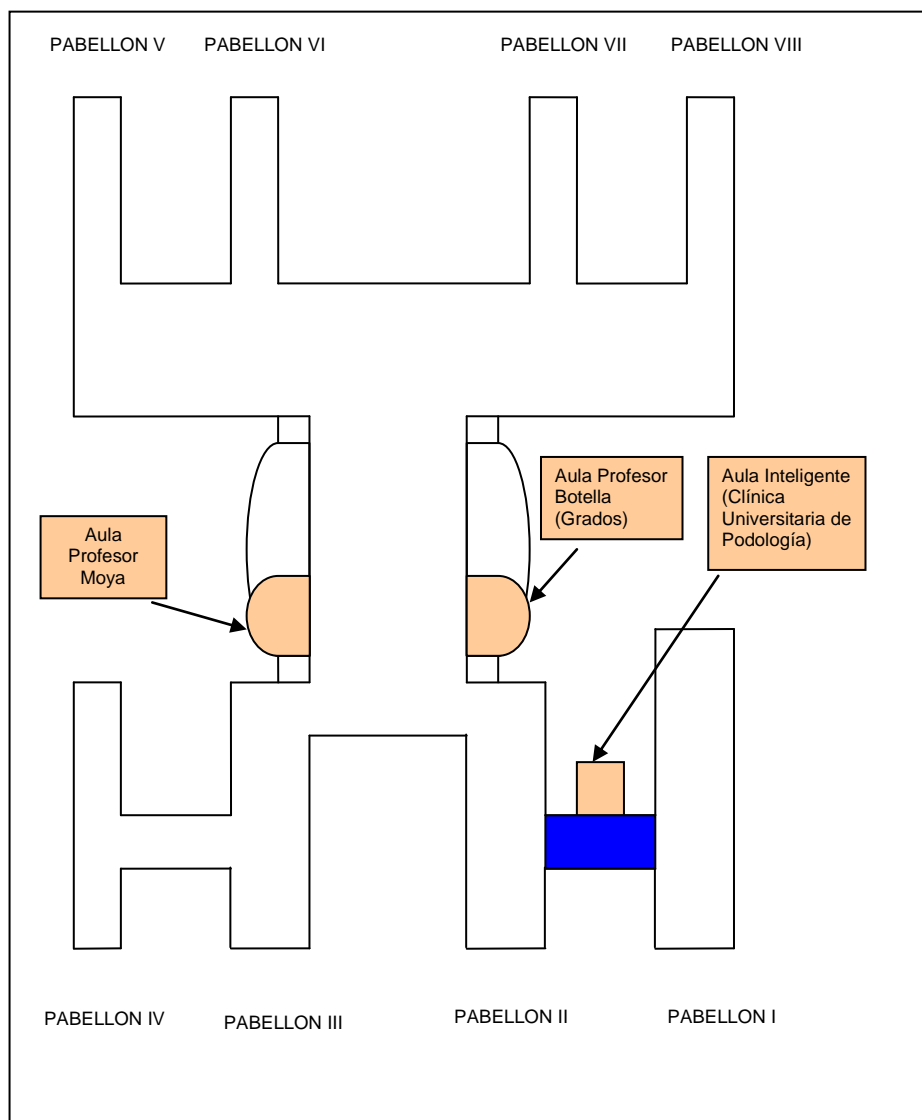 PABELLON V
PABELLON VI
PABELLON VII
PABELLON VIII
Aula Profesor
Botella
(Grados)
Aula Inteligente
(Clínica
Universitaria de
Podología)
Aula
Profesor
Moya
PABELLON IV
PABELLON III
PABELLON II
PABELLON I